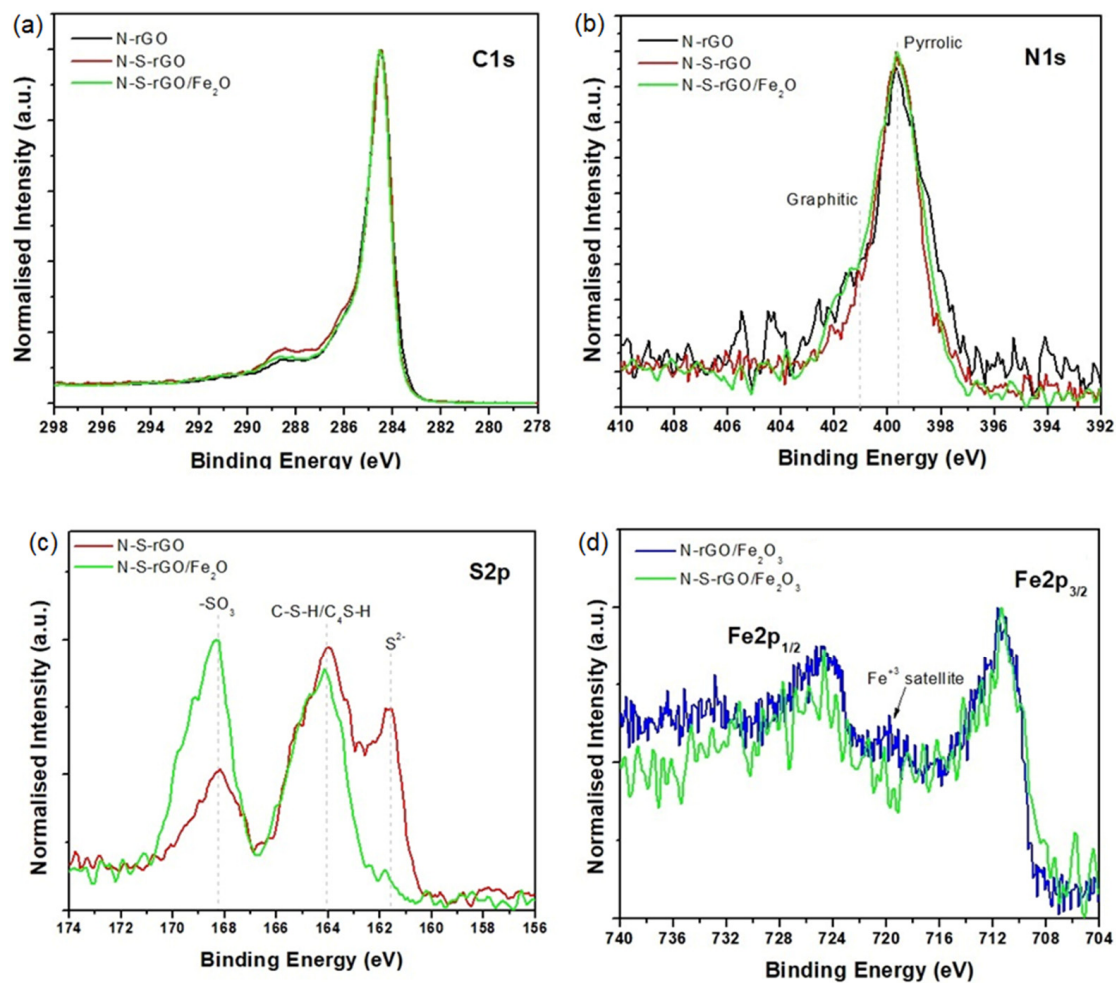 (a)
N-rGO
N-S-rGO
N-S-rGO/Fe₂O
C1s
Normalised Intensity (a.u.)
298 296 294 292 290 288 286 284 282 280 278
Binding Energy (eV)
(b)
N-rGO
N-S-rGO
N-S-rGO/Fe₂O
Pyrrolic
N1s
Graphitic
Normalised Intensity (a.u.)
410 408 406 404 402 400 398 396 394 392
Binding Energy (eV)
(c)
N-S-rGO
N-S-rGO/Fe₂O
S2p
-SO₃
C-S-H/C₄S-H
S²⁻
Normalised Intensity (a.u.)
174 172 170 168 166 164 162 160 158 156
Binding Energy (eV)
(d)
N-rGO/Fe₂O₃
N-S-rGO/Fe₂O₃
Fe2p₃/₂
Fe2p₁/₂
Fe⁺³ satellite
Normalised Intensity (a.u.)
740 736 732 728 724 720 716 712 708 704
Binding Energy (eV)